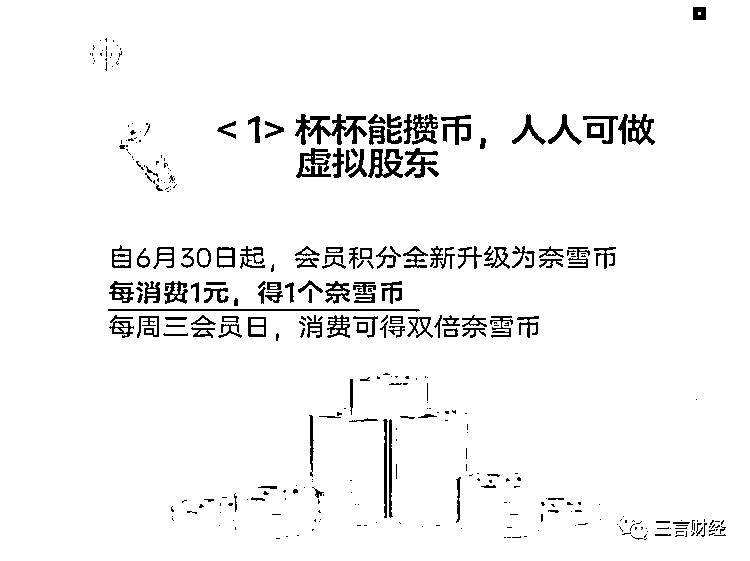 <1> 杯杯能攒币，人人可做
虚拟股东
自6月30日起，会员积分全新升级为奈雪币
每消费1元，得1个奈雪币
每周三会员日，消费可得双倍奈雪币
三言财经